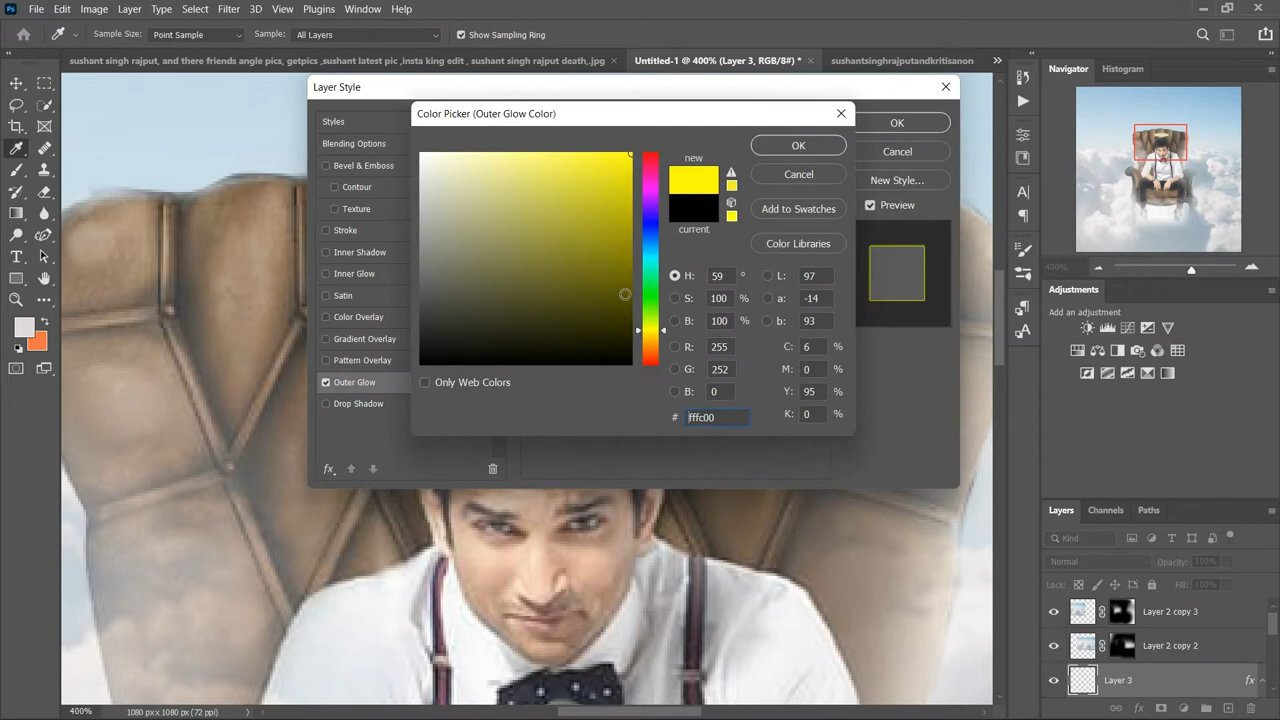 Ps File Edit Image Layer Type Select Filter 3D View Plugins Window Help
Sample Size: Point Sample Sample: All Layers Show Sampling Ring
sushant singh rajput, and there friends angle pics, getpics ,sushant latest pic ,insta king edit , sushant singh rajput death,.jpg × Untitled-1 @ 400% (Layer 3, RGB/8#) * × sushantsinghrajputandkritisanon
Layer Style
Styles
Blending Options
Bevel & Emboss
Contour
Texture
Stroke
Inner Shadow
Inner Glow
Satin
Color Overlay
Gradient Overlay
Pattern Overlay
Outer Glow
Drop Shadow
fx
Color Picker (Outer Glow Color)
new
current
OK
Cancel
Add to Swatches
Color Libraries
H: 59 °
S: 100 %
B: 100 %
R: 255
G: 252
B: 0
# fffc00
L: 97
a: -14
b: 93
C: 6 %
M: 0 %
Y: 95 %
K: 0 %
Only Web Colors
OK
Cancel
New Style...
Preview
Navigator Histogram
400%
Adjustments
Add an adjustment
Layers Channels Paths
Kind
Normal Opacity: 100%
Lock: Fill: 100%
Layer 2 copy 3
Layer 2 copy 2
Layer 3 fx
400% 1080 px x 1080 px (72 ppi)